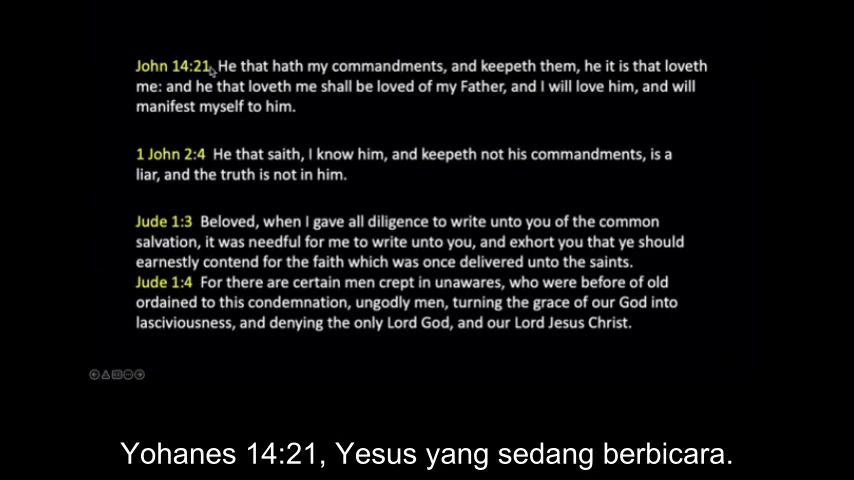 John 14:21 He that hath my commandments, and keepeth them, he it is that loveth
me: and he that loveth me shall be loved of my Father, and I will love him, and will
manifest myself to him.
1 John 2:4 He that saith, I know him, and keepeth not his commandments, is a
liar, and the truth is not in him.
Jude 1:3 Beloved, when I gave all diligence to write unto you of the common
salvation, it was needful for me to write unto you, and exhort you that ye should
earnestly contend for the faith which was once delivered unto the saints.
Jude 1:4 For there are certain men crept in unawares, who were before of old
ordained to this condemnation, ungodly men, turning the grace of our God into
lasciviousness, and denying the only Lord God, and our Lord Jesus Christ.
Yohanes 14:21, Yesus yang sedang berbicara.